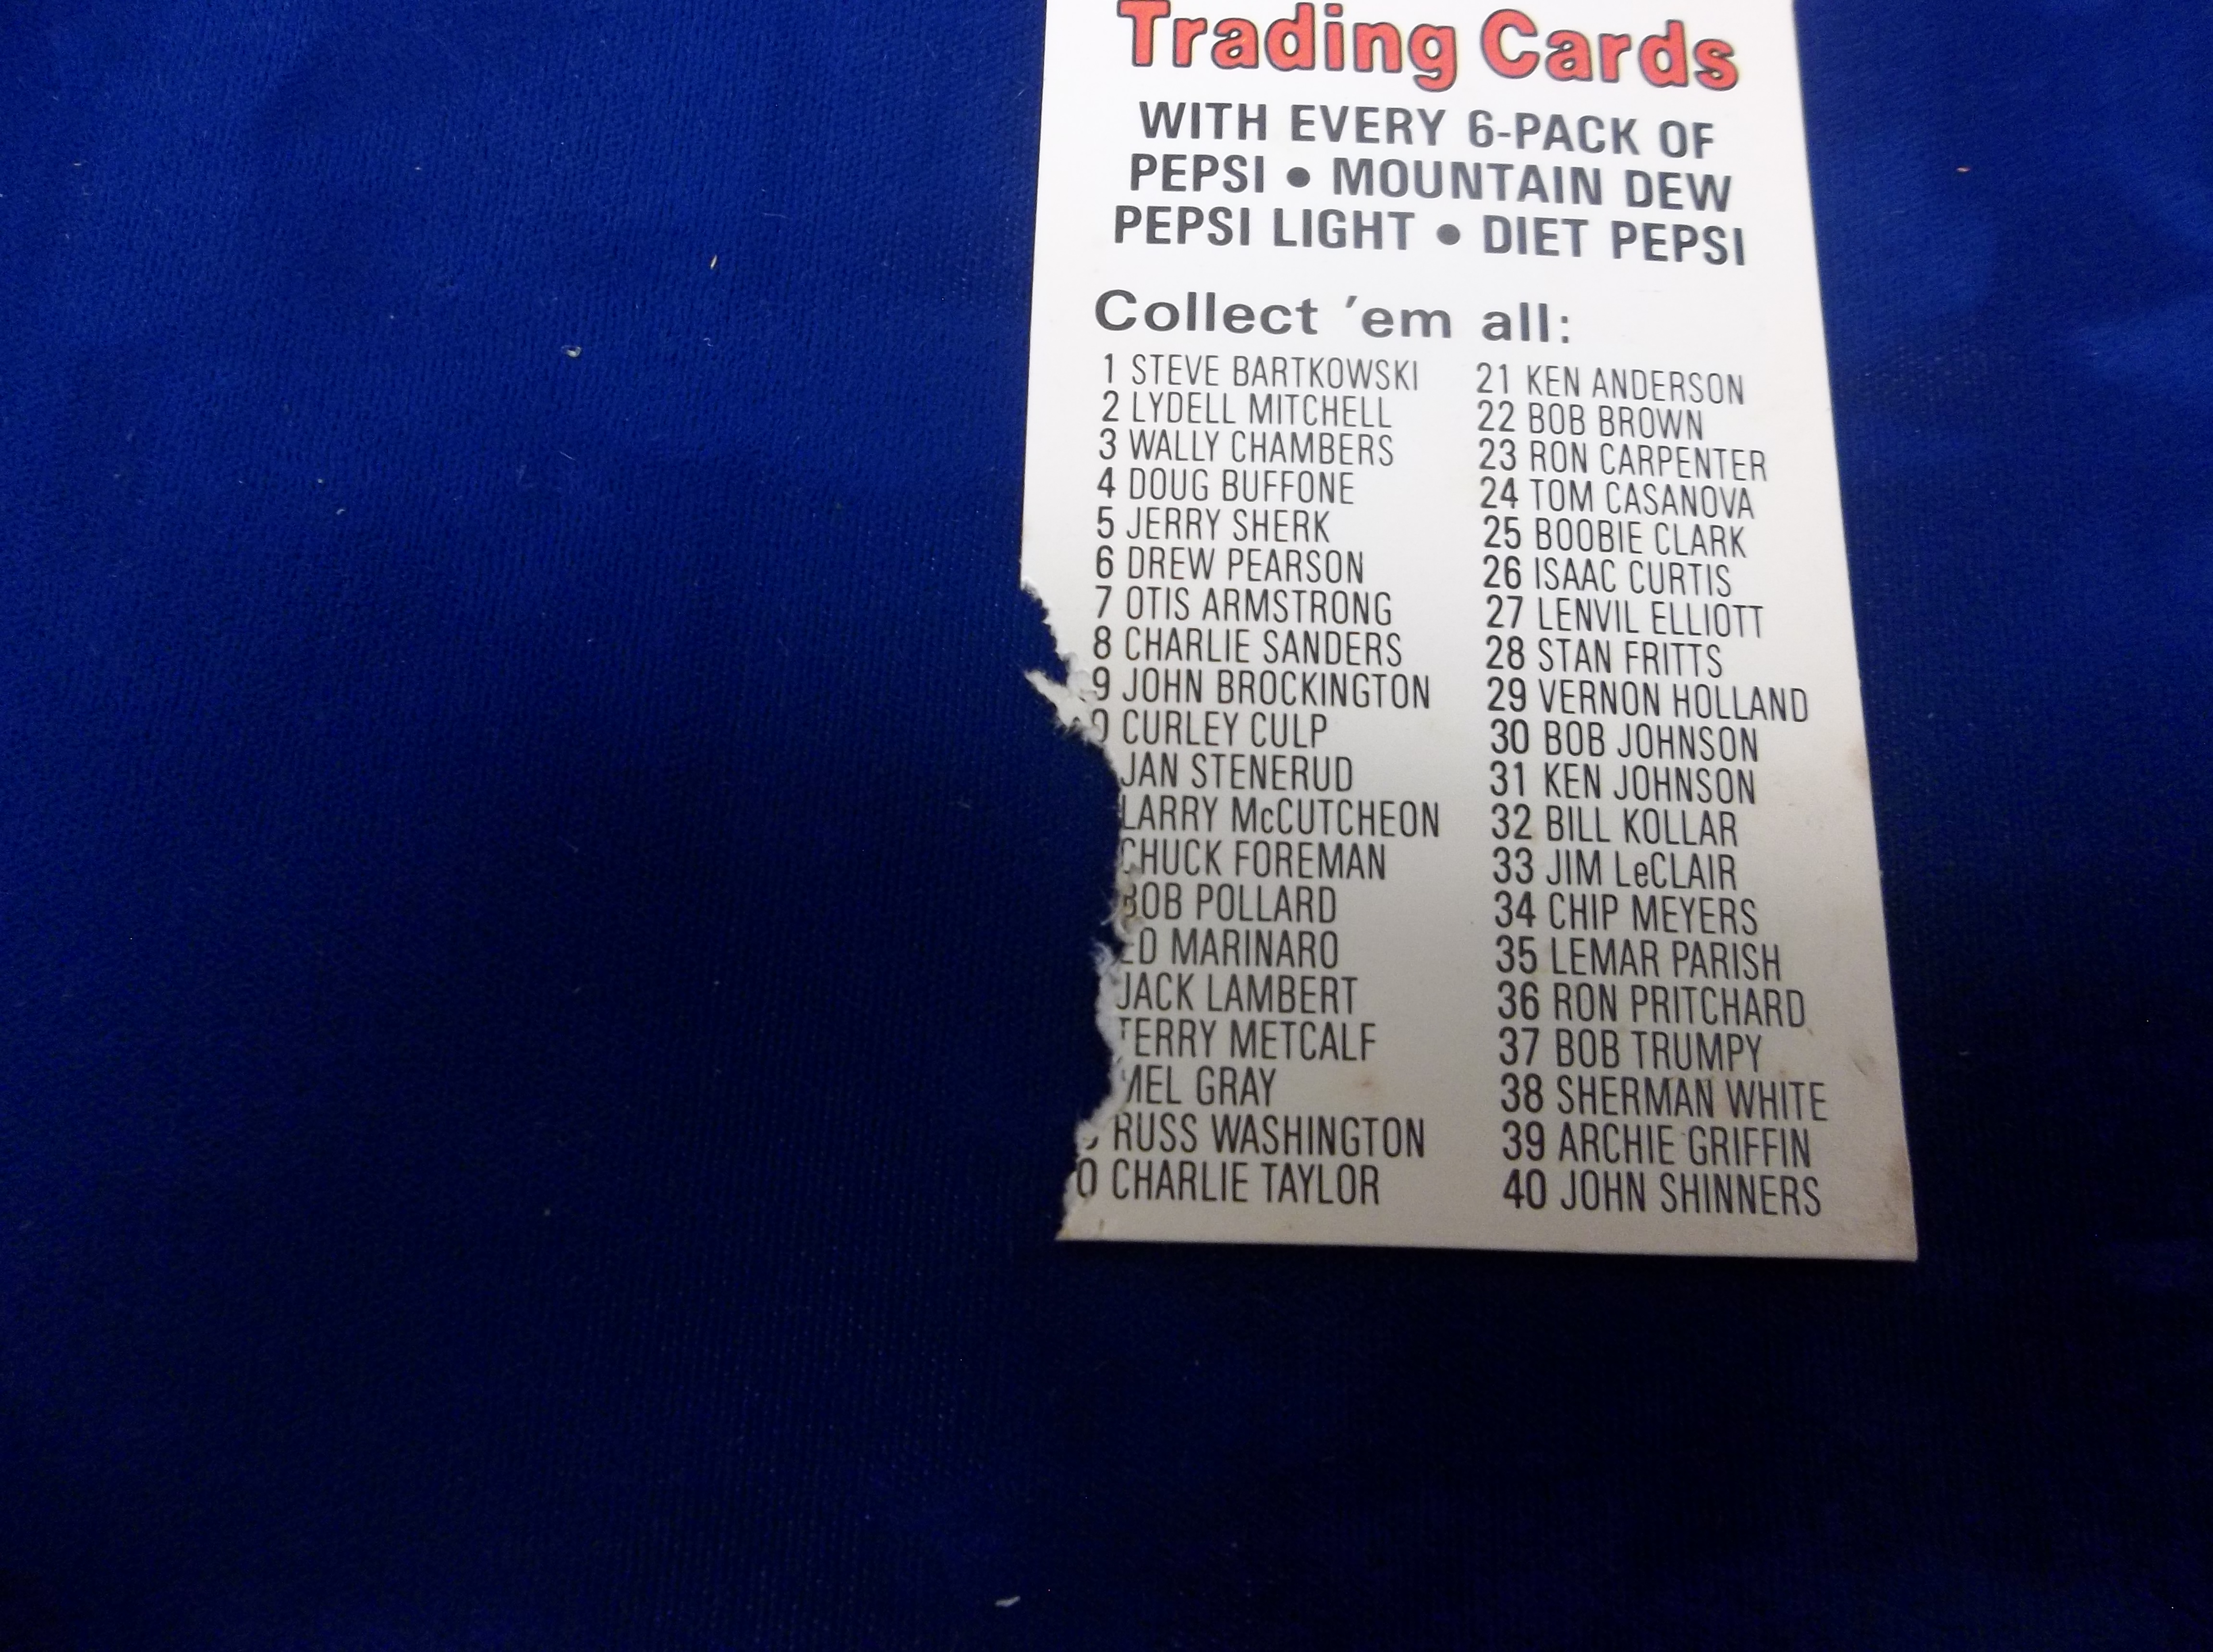 Trading Cards
WITH EVERY 6-PACK OF
PEPSI • MOUNTAIN DEW
PEPSI LIGHT • DIET PEPSI
Collect 'em all:
1 STEVE BARTKOWSKI
2 LYDELL MITCHELL
3 WALLY CHAMBERS
4 DOUG BUFFONE
5 JERRY SHERK
6 DREW PEARSON
7 OTIS ARMSTRONG
8 CHARLIE SANDERS
9 JOHN BROCKINGTON
0 CURLEY CULP
JAN STENERUD
LARRY McCUTCHEON
CHUCK FOREMAN
BOB POLLARD
ED MARINARO
JACK LAMBERT
TERRY METCALF
MEL GRAY
RUSS WASHINGTON
0 CHARLIE TAYLOR
21 KEN ANDERSON
22 BOB BROWN
23 RON CARPENTER
24 TOM CASANOVA
25 BOOBIE CLARK
26 ISAAC CURTIS
27 LENVIL ELLIOTT
28 STAN FRITTS
29 VERNON HOLLAND
30 BOB JOHNSON
31 KEN JOHNSON
32 BILL KOLLAR
33 JIM LeCLAIR
34 CHIP MEYERS
35 LEMAR PARISH
36 RON PRITCHARD
37 BOB TRUMPY
38 SHERMAN WHITE
39 ARCHIE GRIFFIN
40 JOHN SHINNERS